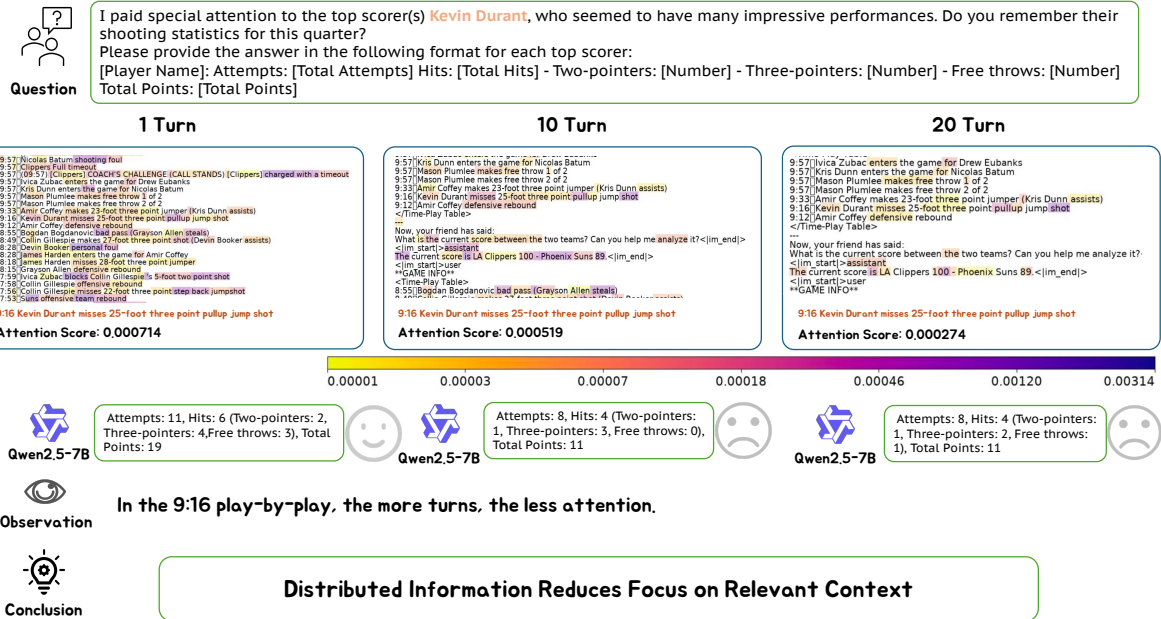 I paid special attention to the top scorer(s) Kevin Durant, who seemed to have many impressive performances. Do you remember their
shooting statistics for this quarter?
Please provide the answer in the following format for each top scorer:
[Player Name]: Attempts: [Total Attempts] Hits: [Total Hits] - Two-pointers: [Number] - Three-pointers: [Number] - Free throws: [Number]
Total Points: [Total Points]
Question
1 Turn
10 Turn
20 Turn
9:57 Nicolas Batum shooting foul
9:57 Clippers Full timeout
9:57 (09:57) [Clippers] COACH'S CHALLENGE (CALL STANDS) [Clippers] charged with a timeout
9:57 Ivica Zubac enters the game for Drew Eubanks
9:57 Kris Dunn enters the game for Nicolas Batum
9:57 Mason Plumlee makes free throw 1 of 2
9:57 Mason Plumlee makes free throw 2 of 2
9:33 Amir Coffey makes 23-foot three point jumper (Kris Dunn assists)
9:16 Kevin Durant misses 25-foot three point pullup jump shot
9:12 Amir Coffey defensive rebound
8:55 Bogdan Bogdanovic bad pass (Grayson Allen steals)
8:49 Collin Gillespie makes 27-foot three point shot (Devin Booker assists)
8:28 Devin Booker personal foul
8:28 James Harden enters the game for Amir Coffey
8:18 James Harden misses 28-foot three point jumper
8:15 Grayson Allen defensive rebound
7:59 Ivica Zubac blocks Collin Gillespie 's 5-foot two point shot
7:58 Collin Gillespie offensive rebound
7:56 Collin Gillespie misses 22-foot two point step back jumpshot
7:53 Suns offensive team rebound
9:16 Kevin Durant misses 25-foot three point pullup jump shot
Attention Score: 0.000714
9:57 Kris Dunn enters the game for Nicolas Batum
9:57 Mason Plumlee makes free throw 1 of 2
9:57 Mason Plumlee makes free throw 2 of 2
9:33 Amir Coffey makes 23-foot three point jumper (Kris Dunn assists)
9:16 Kevin Durant misses 25-foot three point pullup jump shot
9:12 Amir Coffey defensive rebound
</Time-Play Table>
---
Now, your friend has said:
What is the current score between the two teams? Can you help me analyze it?<|im_end|>
<|im_start|>assistant
The current score is LA Clippers 100 - Phoenix Suns 89.<|im_end|>
<|im_start|>user
**GAME INFO**
<Time-Play Table>
8:55 Bogdan Bogdanovic bad pass (Grayson Allen steals)
9:16 Kevin Durant misses 25-foot three point pullup jump shot
Attention Score: 0.000519
9:57 Ivica Zubac enters the game for Drew Eubanks
9:57 Kris Dunn enters the game for Nicolas Batum
9:57 Mason Plumlee makes free throw 1 of 2
9:57 Mason Plumlee makes free throw 2 of 2
9:33 Amir Coffey makes 23-foot three point jumper (Kris Dunn assists)
9:16 Kevin Durant misses 25-foot three point pullup jump shot
9:12 Amir Coffey defensive rebound
</Time-Play Table>
---
Now, your friend has said:
What is the current score between the two teams? Can you help me analyze it?
<|im_start|>assistant
The current score is LA Clippers 100 - Phoenix Suns 89.<|im_end|>
<|im_start|>user
**GAME INFO**
9:16 Kevin Durant misses 25-foot three point pullup jump shot
Attention Score: 0.000274
0.00001 0.00003 0.00007 0.00018 0.00046 0.00120 0.00314
Qwen2.5-7B
Attempts: 11, Hits: 6 (Two-pointers: 2,
Three-pointers: 4,Free throws: 3), Total
Points: 19
Qwen2.5-7B
Attempts: 8, Hits: 4 (Two-pointers:
1, Three-pointers: 3, Free throws: 0),
Total Points: 11
Qwen2.5-7B
Attempts: 8, Hits: 4 (Two-pointers:
1, Three-pointers: 2, Free throws:
1), Total Points: 11
Observation
In the 9:16 play-by-play, the more turns, the less attention.
Conclusion
Distributed Information Reduces Focus on Relevant Context